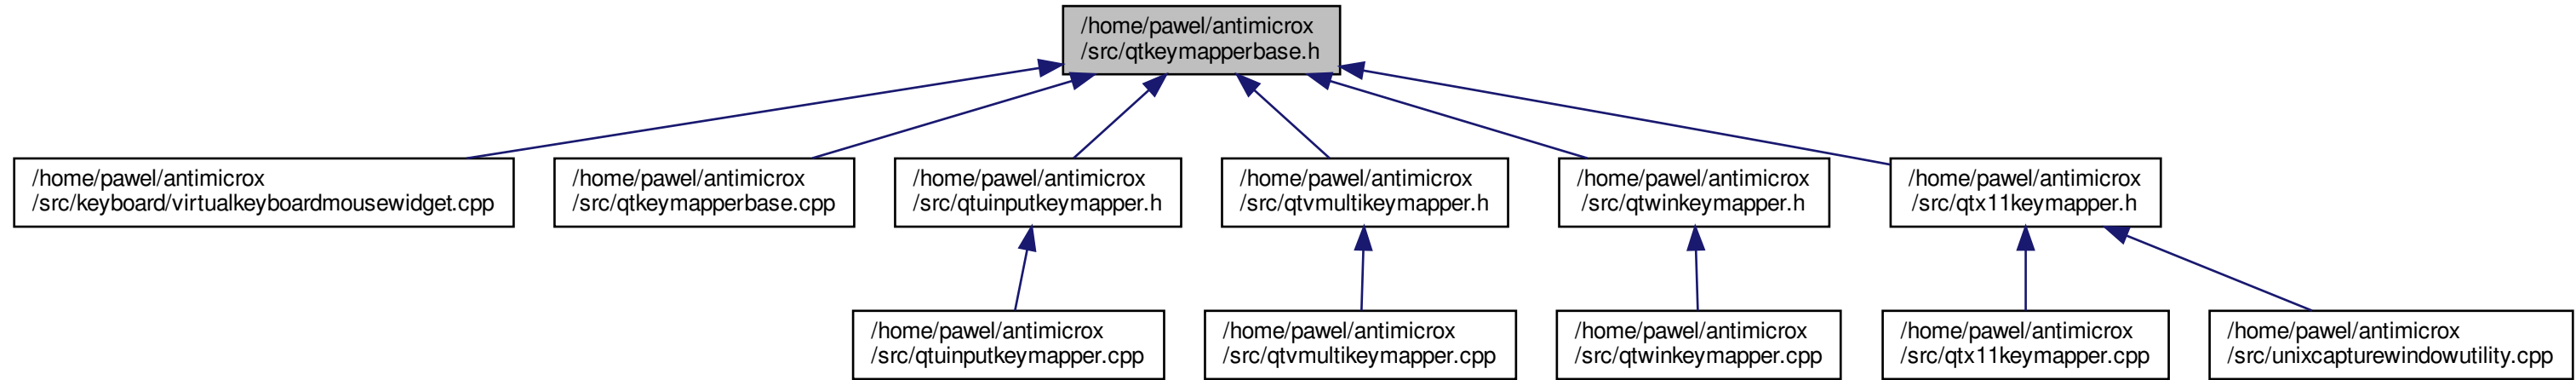 /home/pawel/antimicrox
/src/qtkeymapperbase.h
/home/pawel/antimicrox
/src/keyboard/virtualkeyboardmousewidget.cpp
/home/pawel/antimicrox
/src/qtkeymapperbase.cpp
/home/pawel/antimicrox
/src/qtuinputkeymapper.h
/home/pawel/antimicrox
/src/qtvmultikeymapper.h
/home/pawel/antimicrox
/src/qtwinkeymapper.h
/home/pawel/antimicrox
/src/qtx11keymapper.h
/home/pawel/antimicrox
/src/qtuinputkeymapper.cpp
/home/pawel/antimicrox
/src/qtvmultikeymapper.cpp
/home/pawel/antimicrox
/src/qtwinkeymapper.cpp
/home/pawel/antimicrox
/src/qtx11keymapper.cpp
/home/pawel/antimicrox
/src/unixcapturewindowutility.cpp